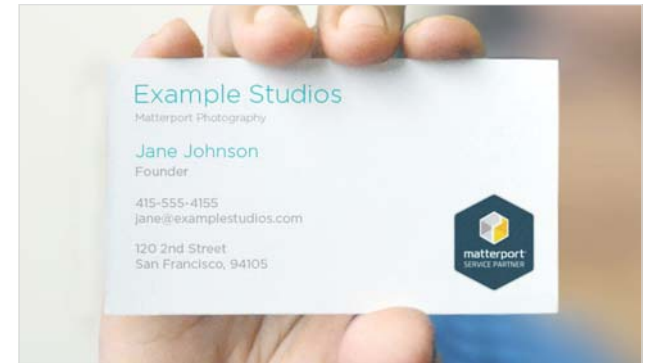 Example Studios
Matterport Photography
Jane Johnson
Founder
415-555-4155
jane@examplestudios.com
120 2nd Street
San Francisco, 94105
matterport
SERVICE PARTNER